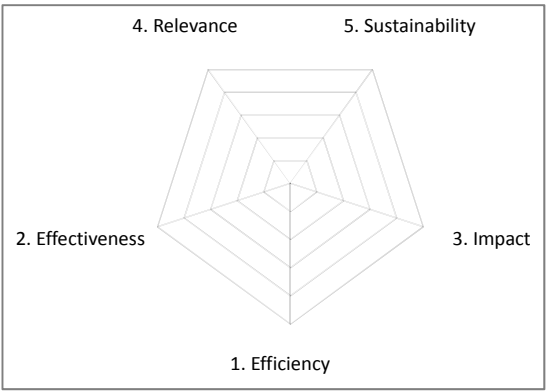 4. Relevance
5. Sustainability
2. Effectiveness
3. Impact
1. Efficiency